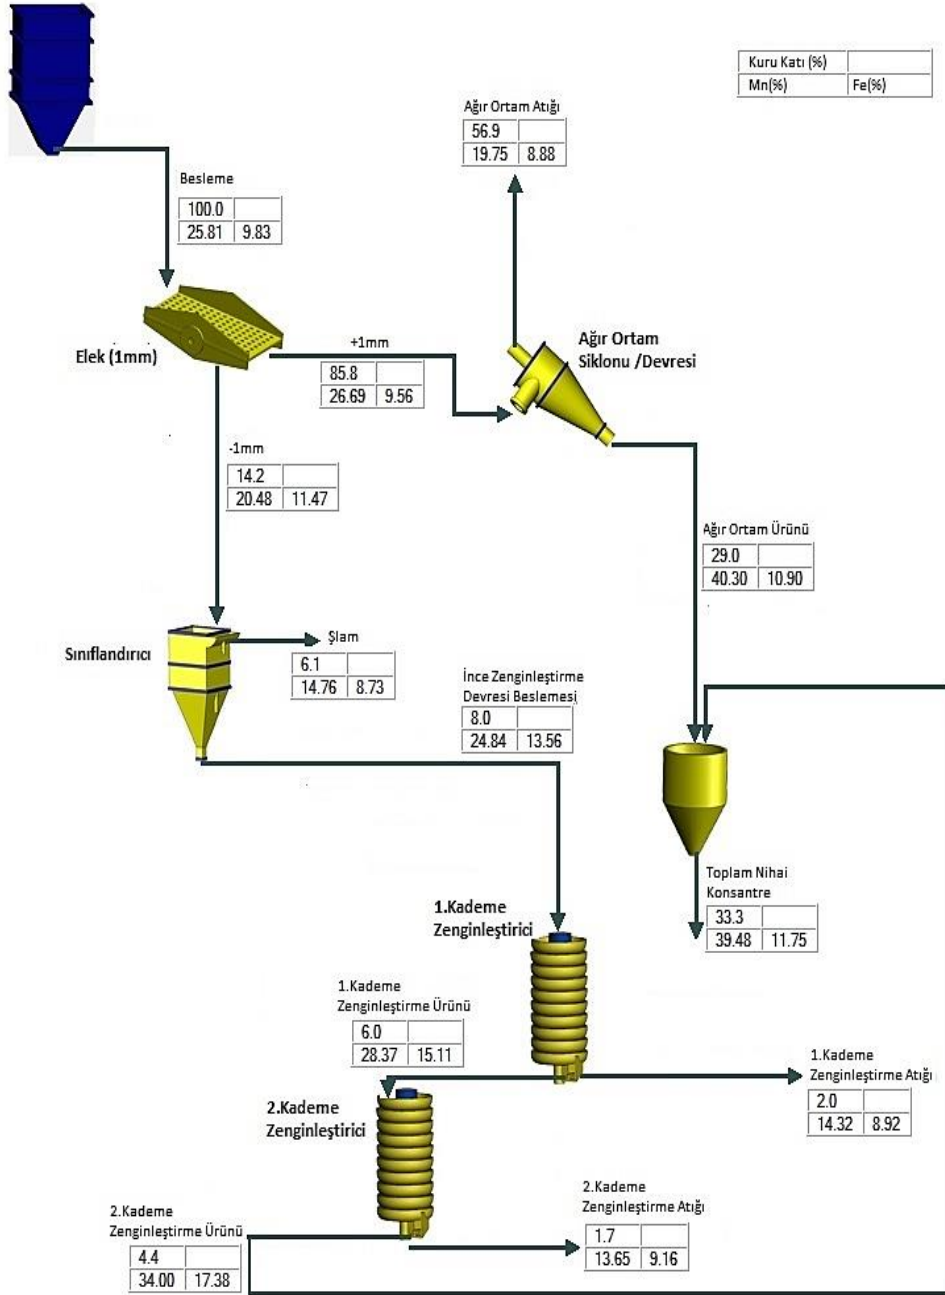 Kuru Katı (%)
Mn(%) Fe(%)
Ağır Ortam Atığı
56.9
19.75 8.88
Besleme
100.0
25.81 9.83
Elek (1mm)
+1mm
85.8
26.69 9.56
Ağır Ortam
Siklonu /Devresi
-1mm
14.2
20.48 11.47
Ağır Ortam Ürünü
29.0
40.30 10.90
Sınıflandırıcı
Şlam
6.1
14.76 8.73
İnce Zenginleştirme
Devresi Beslemesi
8.0
24.84 13.56
Toplam Nihai
Konsantre
33.3
39.48 11.75
1.Kademe
Zenginleştirici
1.Kademe
Zenginleştirme Ürünü
6.0
28.37 15.11
1.Kademe
Zenginleştirme Atığı
2.0
14.32 8.92
2.Kademe
Zenginleştirici
2.Kademe
Zenginleştirme Atığı
1.7
13.65 9.16
2.Kademe
Zenginleştirme Ürünü
4.4
34.00 17.38